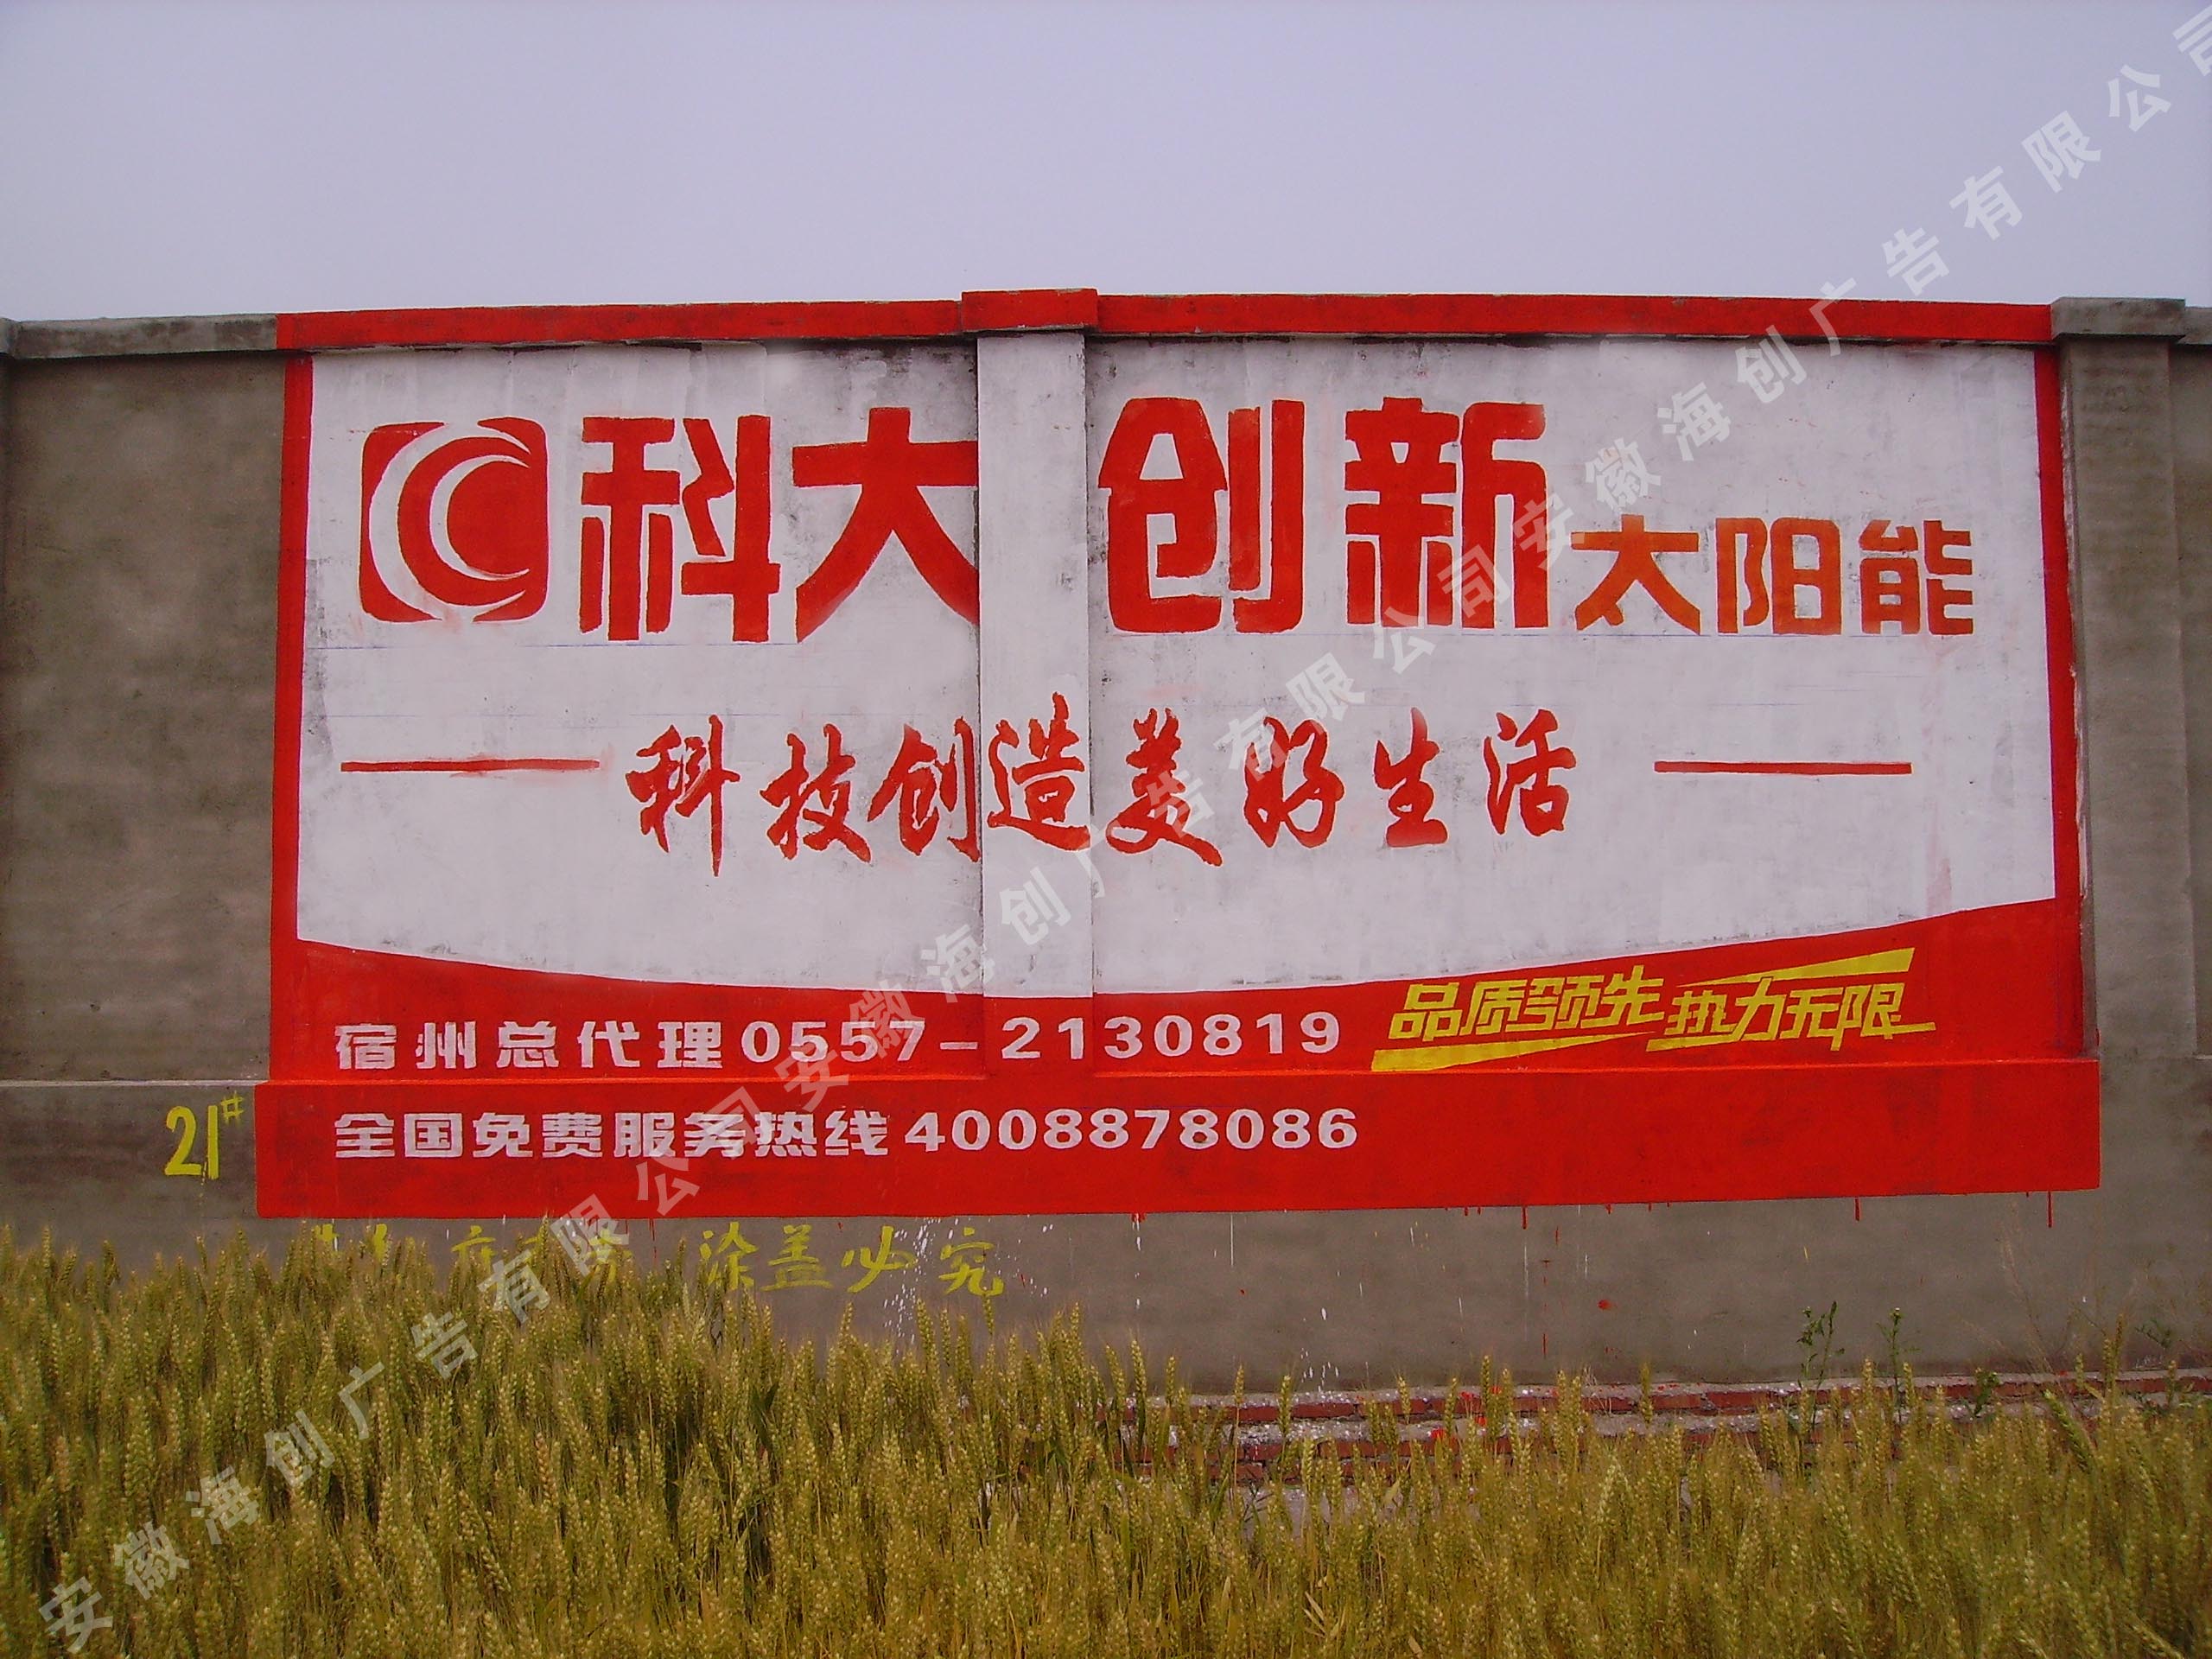 科大创新太阳能
科技创造美好生活
品质领先 热力无限
宿州总代理0557-2130819
全国免费服务热线4008878086
21#
涂盖必究
安徽海创广告有限公司安徽海创广告有限公司安徽海创广告有限公司